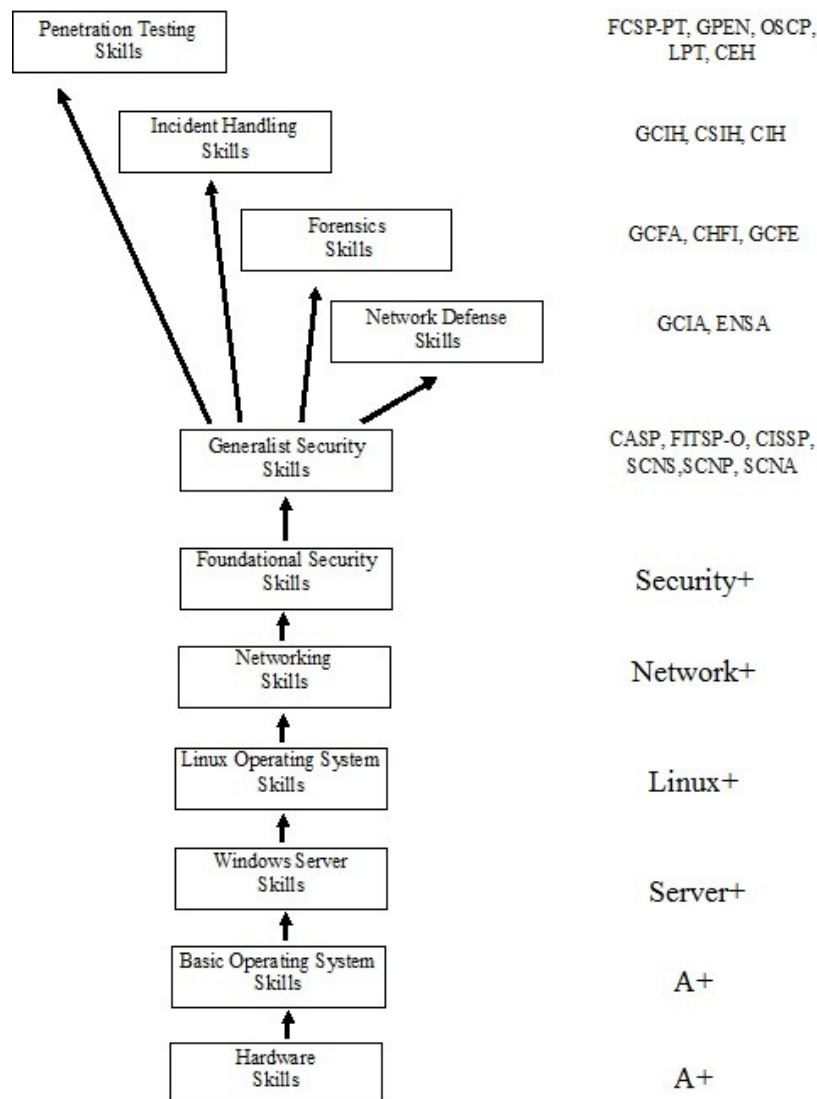 Penetration Testing
Skills
FCSP-PT, GPEN, OSCP,
LPT, CEH
Incident Handling
Skills
GCIH, CSIH, CIH
Forensics
Skills
GCFA, CHFI, GCFE
Network Defense
Skills
GCIA, ENSA
Generalist Security
Skills
CASP, FITSP-O, CISSP,
SCNS,SCNP, SCNA
Foundational Security
Skills
Security+
Networking
Skills
Network+
Linux Operating System
Skills
Linux+
Windows Server
Skills
Server+
Basic Operating System
Skills
A+
Hardware
Skills
A+